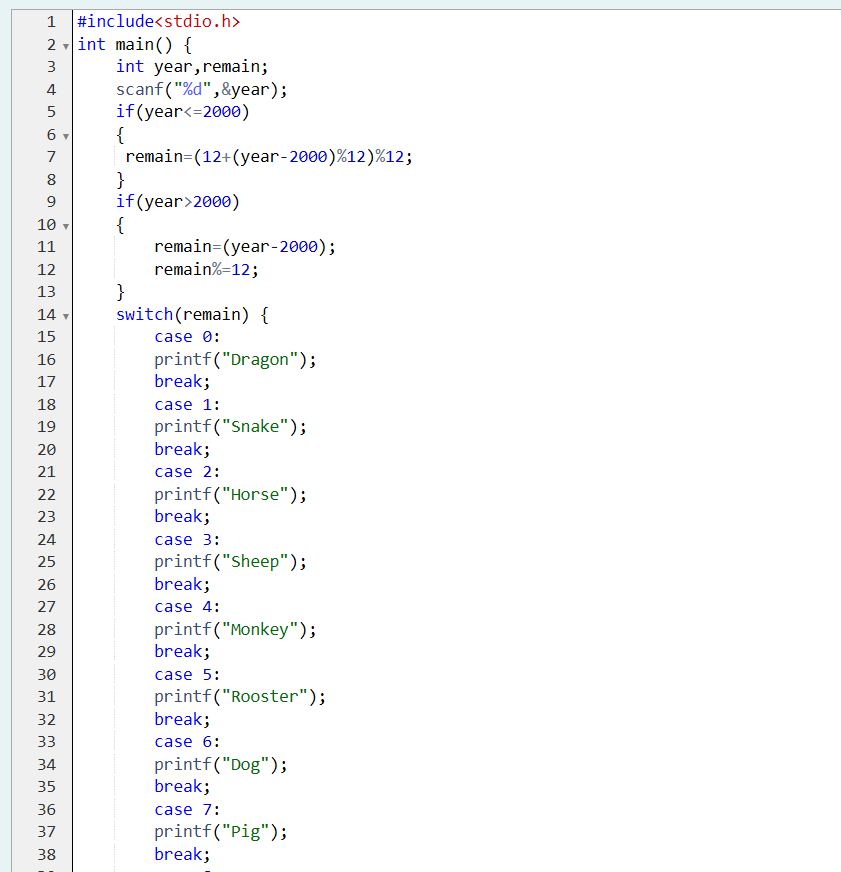 1 #include<stdio.h>
2 int main() {
3     int year,remain;
4     scanf("%d",&year);
5     if(year<=2000)
6     {
7      remain=(12+(year-2000)%12)%12;
8     }
9     if(year>2000)
10     {
11         remain=(year-2000);
12         remain%=12;
13     }
14     switch(remain) {
15         case 0:
16         printf("Dragon");
17         break;
18         case 1:
19         printf("Snake");
20         break;
21         case 2:
22         printf("Horse");
23         break;
24         case 3:
25         printf("Sheep");
26         break;
27         case 4:
28         printf("Monkey");
29         break;
30         case 5:
31         printf("Rooster");
32         break;
33         case 6:
34         printf("Dog");
35         break;
36         case 7:
37         printf("Pig");
38         break;